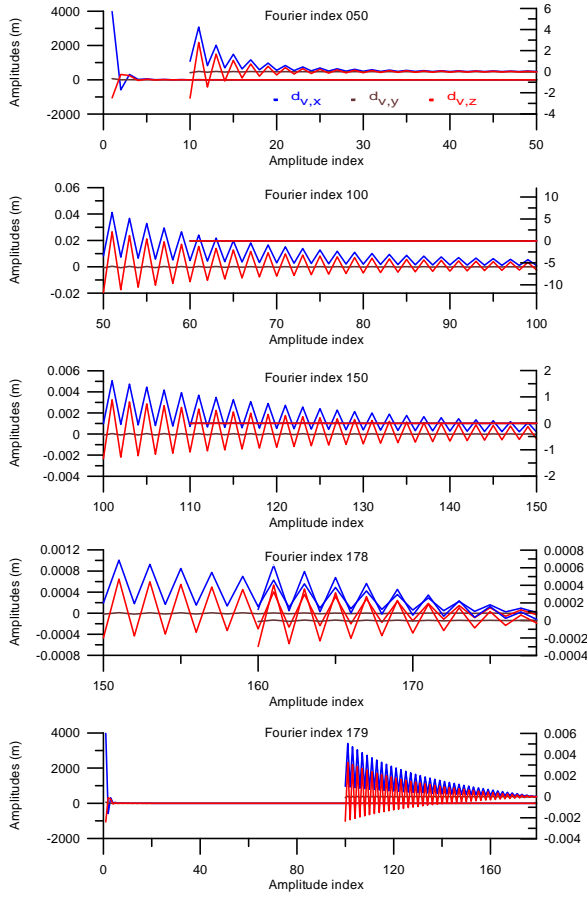 Fourier index 050
Amplitudes (m)
4000
2000
0
-2000
6
4
2
0
-2
-4
d v,x
d v,y
d v,z
0 10 20 30 40 50
Amplitude index
Fourier index 100
Amplitudes (m)
0.06
0.04
0.02
0
-0.02
10
5
0
-5
-10
50 60 70 80 90 100
Amplitude index
Fourier index 150
Amplitudes (m)
0.006
0.004
0.002
0
-0.002
-0.004
2
1
0
-1
-2
100 110 120 130 140 150
Amplitude index
Fourier index 178
Amplitudes (m)
0.0012
0.0008
0.0004
0
-0.0004
-0.0008
0.0008
0.0006
0.0004
0.0002
0
-0.0002
-0.0004
150 160 170
Amplitude index
Fourier index 179
Amplitudes (m)
4000
2000
0
-2000
0.006
0.004
0.002
0
-0.002
-0.004
0 40 80 120 160
Amplitude index